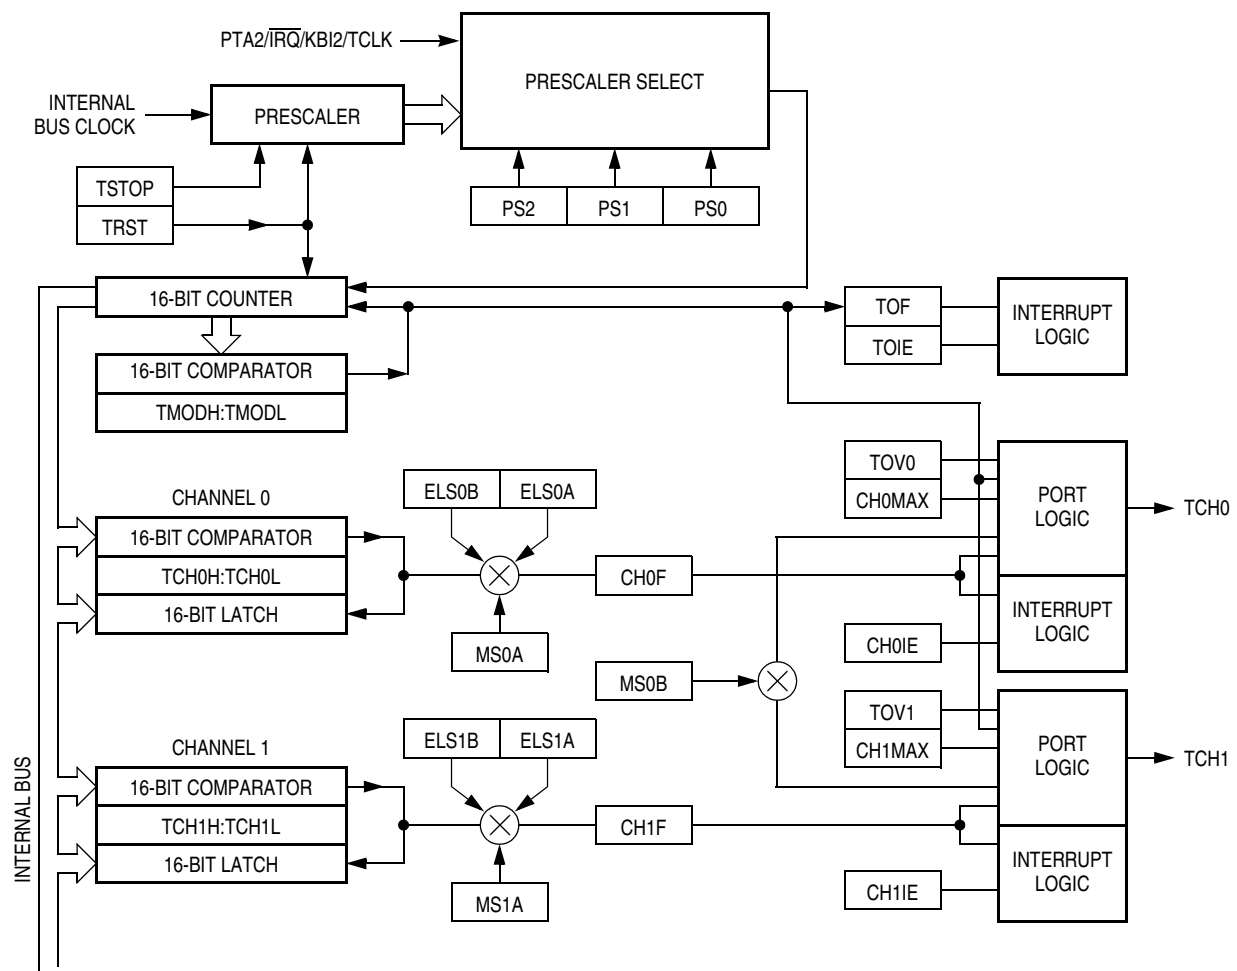 PTA2/IRQ/KBI2/TCLK
PRESCALER SELECT
INTERNAL
BUS CLOCK
PRESCALER
TSTOP
TRST
PS2 PS1 PS0
16-BIT COUNTER
16-BIT COMPARATOR
TMODH:TMODL
TOF
TOIE
INTERRUPT
LOGIC
CHANNEL 0
16-BIT COMPARATOR
TCH0H:TCH0L
16-BIT LATCH
ELS0B ELS0A
MS0A
CH0F
TOV0
CH0MAX
PORT
LOGIC
TCH0
INTERRUPT
LOGIC
CH0IE
MS0B
CHANNEL 1
16-BIT COMPARATOR
TCH1H:TCH1L
16-BIT LATCH
ELS1B ELS1A
MS1A
CH1F
TOV1
CH1MAX
PORT
LOGIC
TCH1
INTERRUPT
LOGIC
CH1IE
INTERNAL BUS